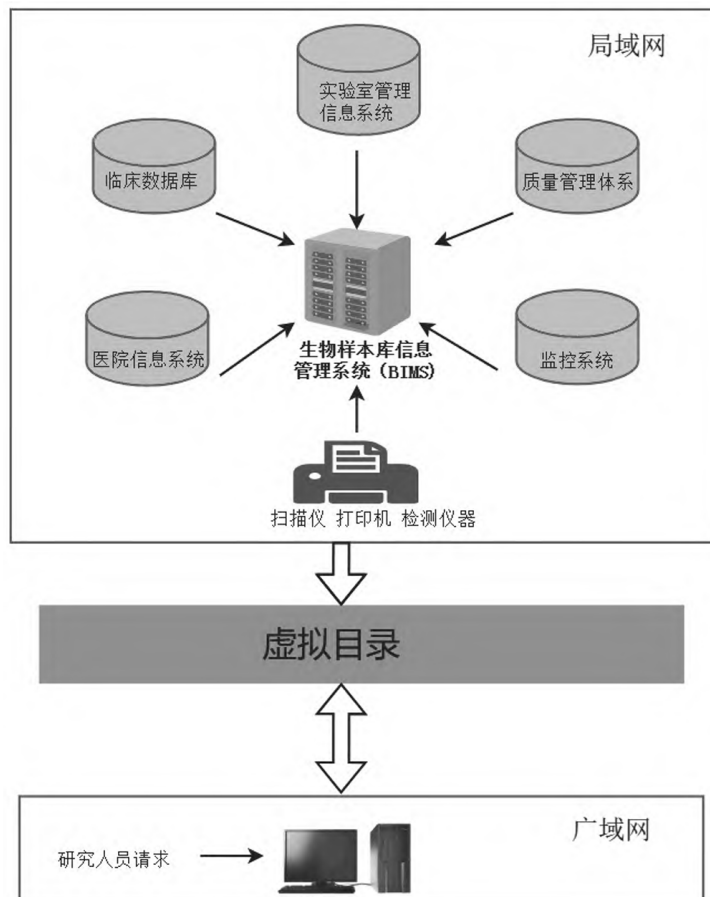 局域网
实验室管理
信息系统
临床数据库
质量管理体系
医院信息系统
生物样本库信息
管理系统 (BIMS)
监控系统
扫描仪 打印机 检测仪器
虚拟目录
广域网
研究人员请求